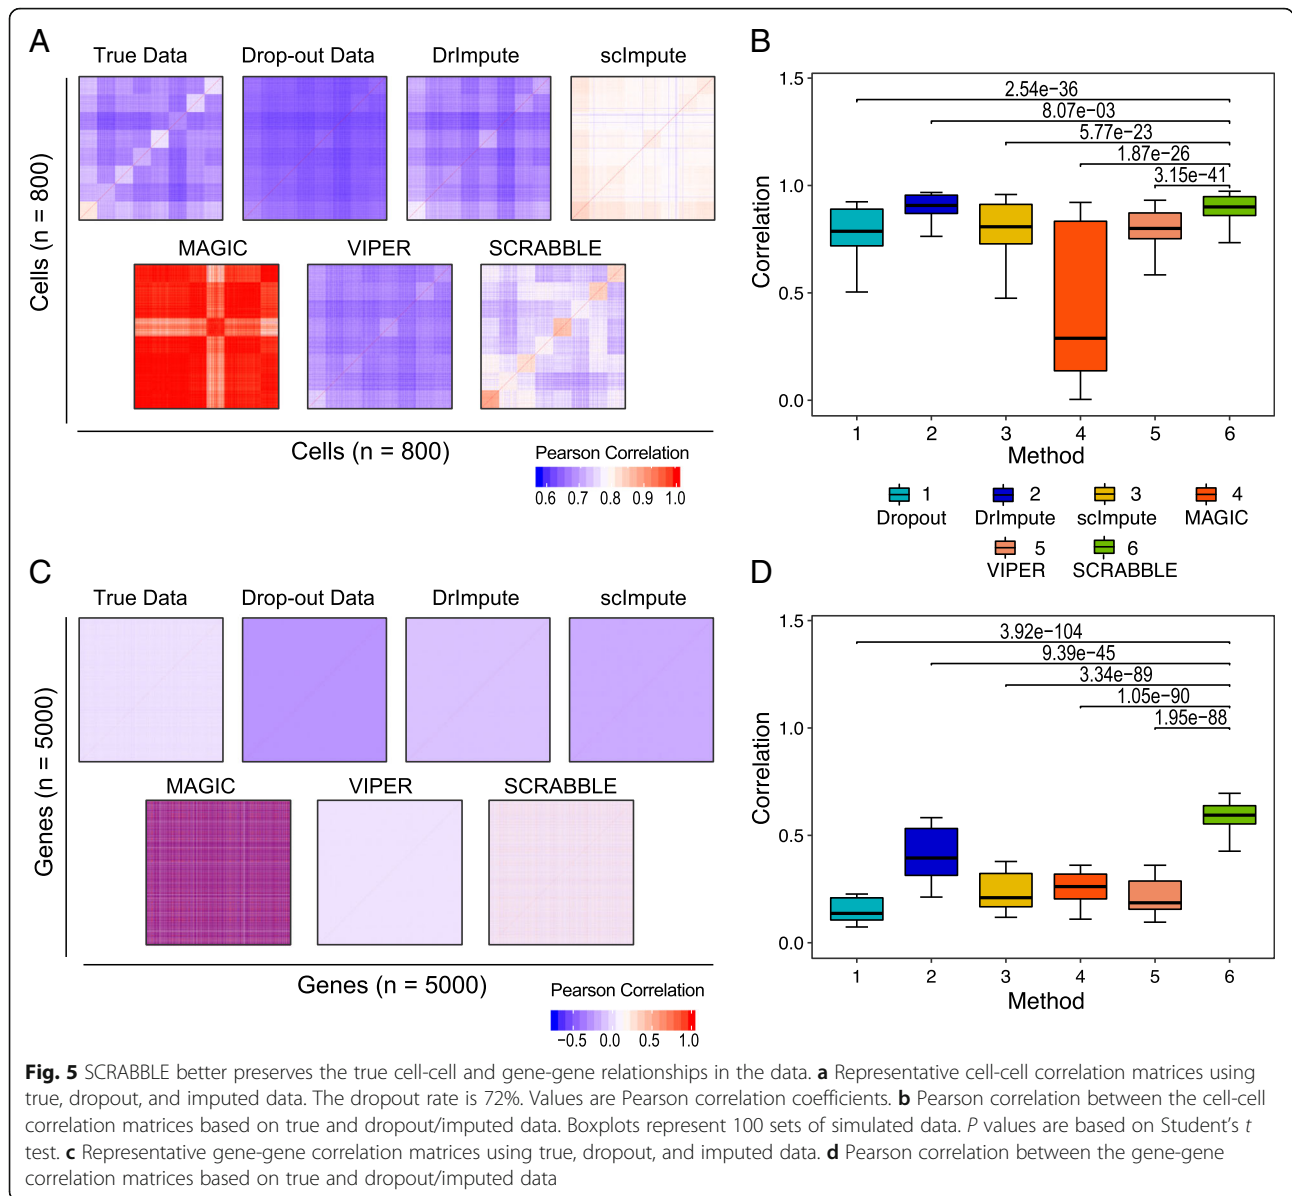 A
True Data Drop-out Data DrImpute scImpute
MAGIC VIPER SCRABBLE
Cells (n = 800)
Cells (n = 800)
Pearson Correlation
0.6 0.7 0.8 0.9 1.0
B
1.5
1.0
0.5
0.0
Correlation
2.54e−36
8.07e−03
5.77e−23
1.87e−26
3.15e−41
1 2 3 4 5 6
Method
1 2 3 4
Dropout DrImpute scImpute MAGIC
5 6
VIPER SCRABBLE
C
True Data Drop-out Data DrImpute scImpute
MAGIC VIPER SCRABBLE
Genes (n = 5000)
Genes (n = 5000)
Pearson Correlation
−0.5 0.0 0.5 1.0
D
1.5
1.0
0.5
0.0
Correlation
3.92e−104
9.39e−45
3.34e−89
1.05e−90
1.95e−88
1 2 3 4 5 6
Method
Fig. 5 SCRABBLE better preserves the true cell-cell and gene-gene relationships in the data. a Representative cell-cell correlation matrices using
true, dropout, and imputed data. The dropout rate is 72%. Values are Pearson correlation coefficients. b Pearson correlation between the cell-cell
correlation matrices based on true and dropout/imputed data. Boxplots represent 100 sets of simulated data. P values are based on Student's t
test. c Representative gene-gene correlation matrices using true, dropout, and imputed data. d Pearson correlation between the gene-gene
correlation matrices based on true and dropout/imputed data